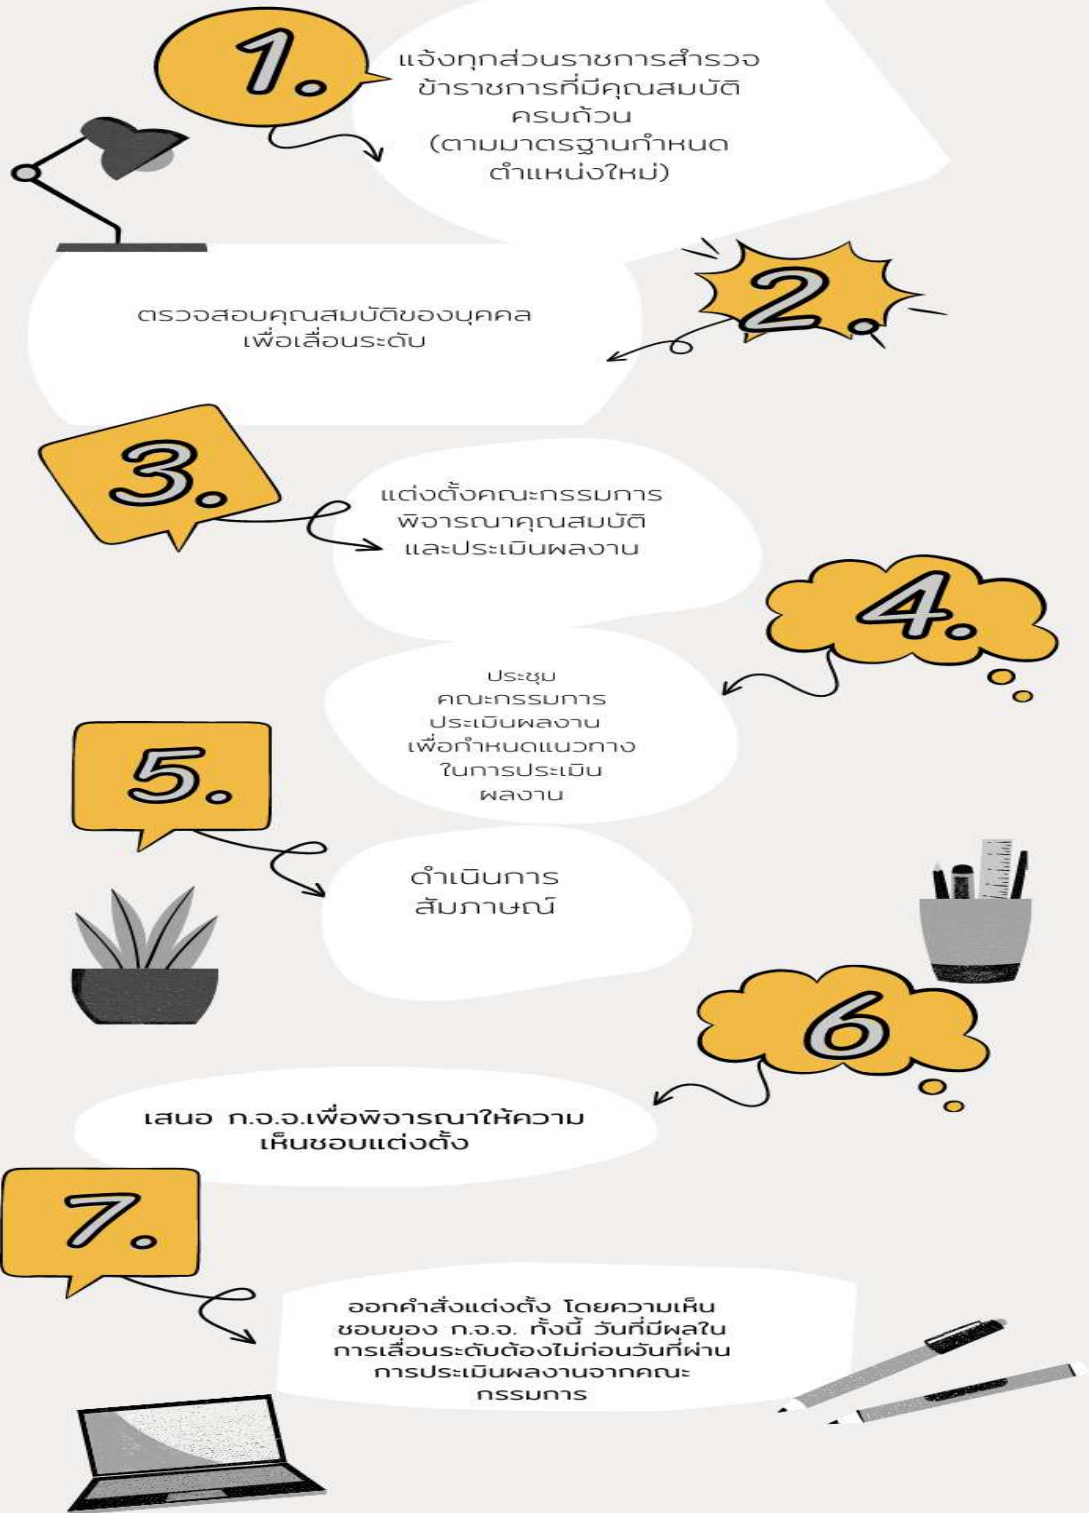 1.
แจ้งทุกส่วนราชการสำรวจ
ข้าราชการที่มีคุณสมบัติ
ครบถ้วน
(ตามมาตรฐานกำหนด
ตำแหน่งใหม่)
2.
ตรวจสอบคุณสมบัติของบุคคล
เพื่อเลื่อนระดับ
3.
แต่งตั้งคณะกรรมการ
พิจารณาคุณสมบัติ
และประเมินผลงาน
4.
ประชุม
คณะกรรมการ
ประเมินผลงาน
เพื่อกำหนดแนวทาง
ในการประเมิน
ผลงาน
5.
ดำเนินการ
สัมภาษณ์
6
เสนอ ก.จ.จ.เพื่อพิจารณาให้ความ
เห็นชอบแต่งตั้ง
7.
ออกคำสั่งแต่งตั้ง โดยความเห็น
ชอบของ ก.จ.จ. ทั้งนี้ วันที่มีผลใน
การเลื่อนระดับต้องไม่ก่อนวันที่ผ่าน
การประเมินผลงานจากคณะ
กรรมการ